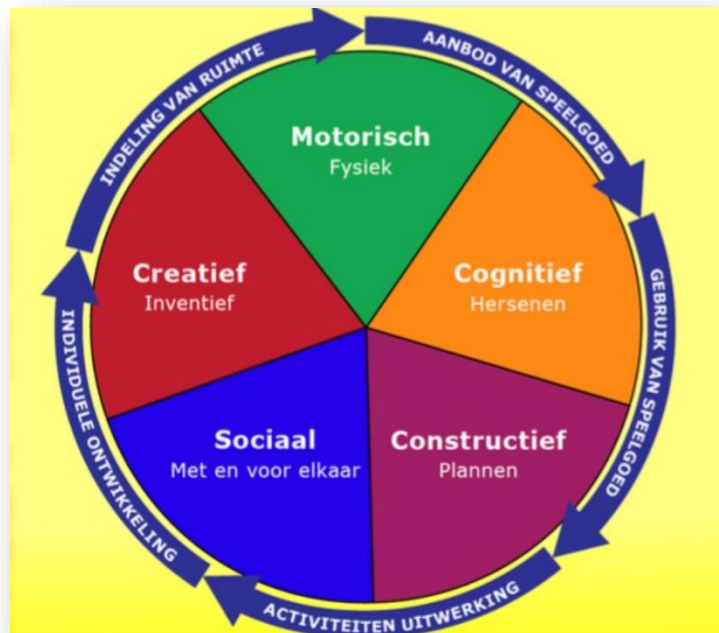 INDELING VAN RUIMTE
AANBOD VAN SPEELGOED
Motorisch
Fysiek
Creatief
Inventief
Cognitief
Hersenen
GEBRUIK VAN SPEELGOED
INDIVIDUELE ONTWIKKELING
Sociaal
Met en voor elkaar
Constructief
Plannen
ACTIVITEITEN UITWERKING